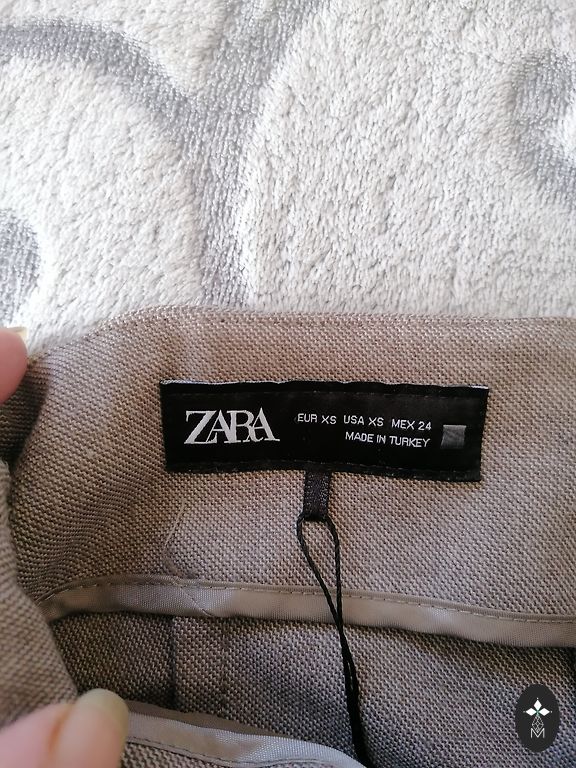 ZARA
EUR XS USA XS MEX 24
MADE IN TURKEY
M